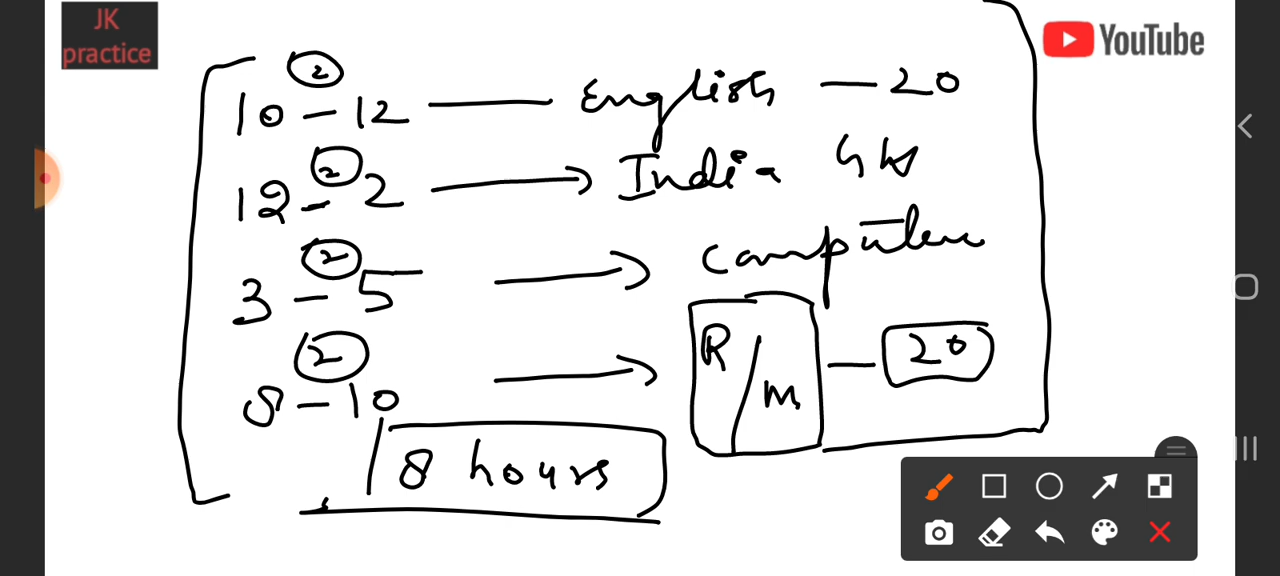 JK practice
YouTube
2
10 - 12 — English - 20
2
12 - 2 → India GK
2
3 - 5 → Computer
2
8 - 10 → R/M - 20
8 hours